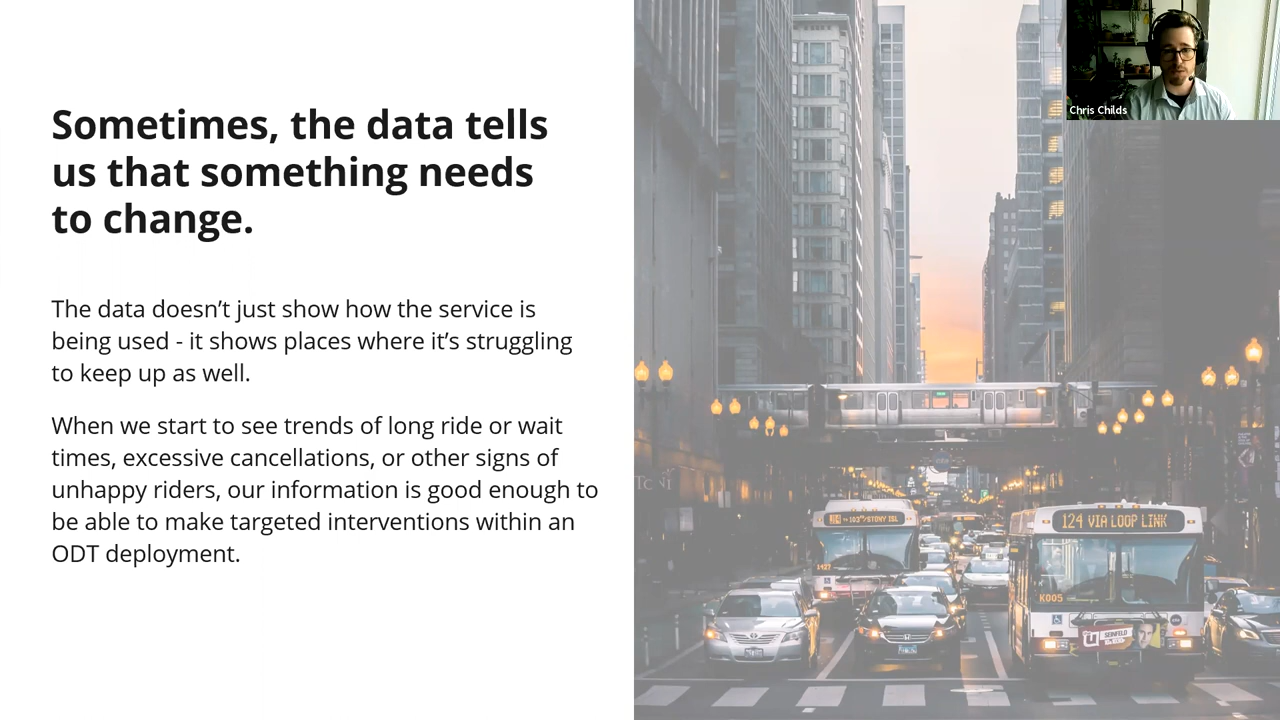 Sometimes, the data tells
us that something needs
to change.
The data doesn’t just show how the service is
being used - it shows places where it’s struggling
to keep up as well.
When we start to see trends of long ride or wait
times, excessive cancellations, or other signs of
unhappy riders, our information is good enough to
be able to make targeted interventions within an
ODT deployment.
Chris Childs
124 VIA LOOP LINK
K005
SEINFELD